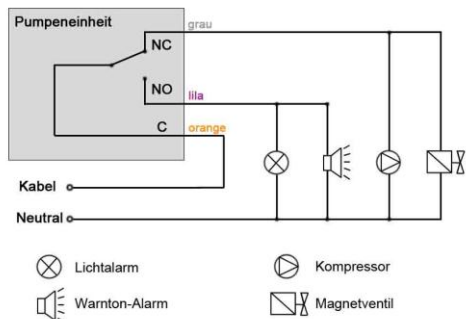 Pumpeneinheit
grau
NC
NO
lila
C
orange
Kabel
Neutral
Lichtalarm
Kompressor
Warnton-Alarm
Magnetventil